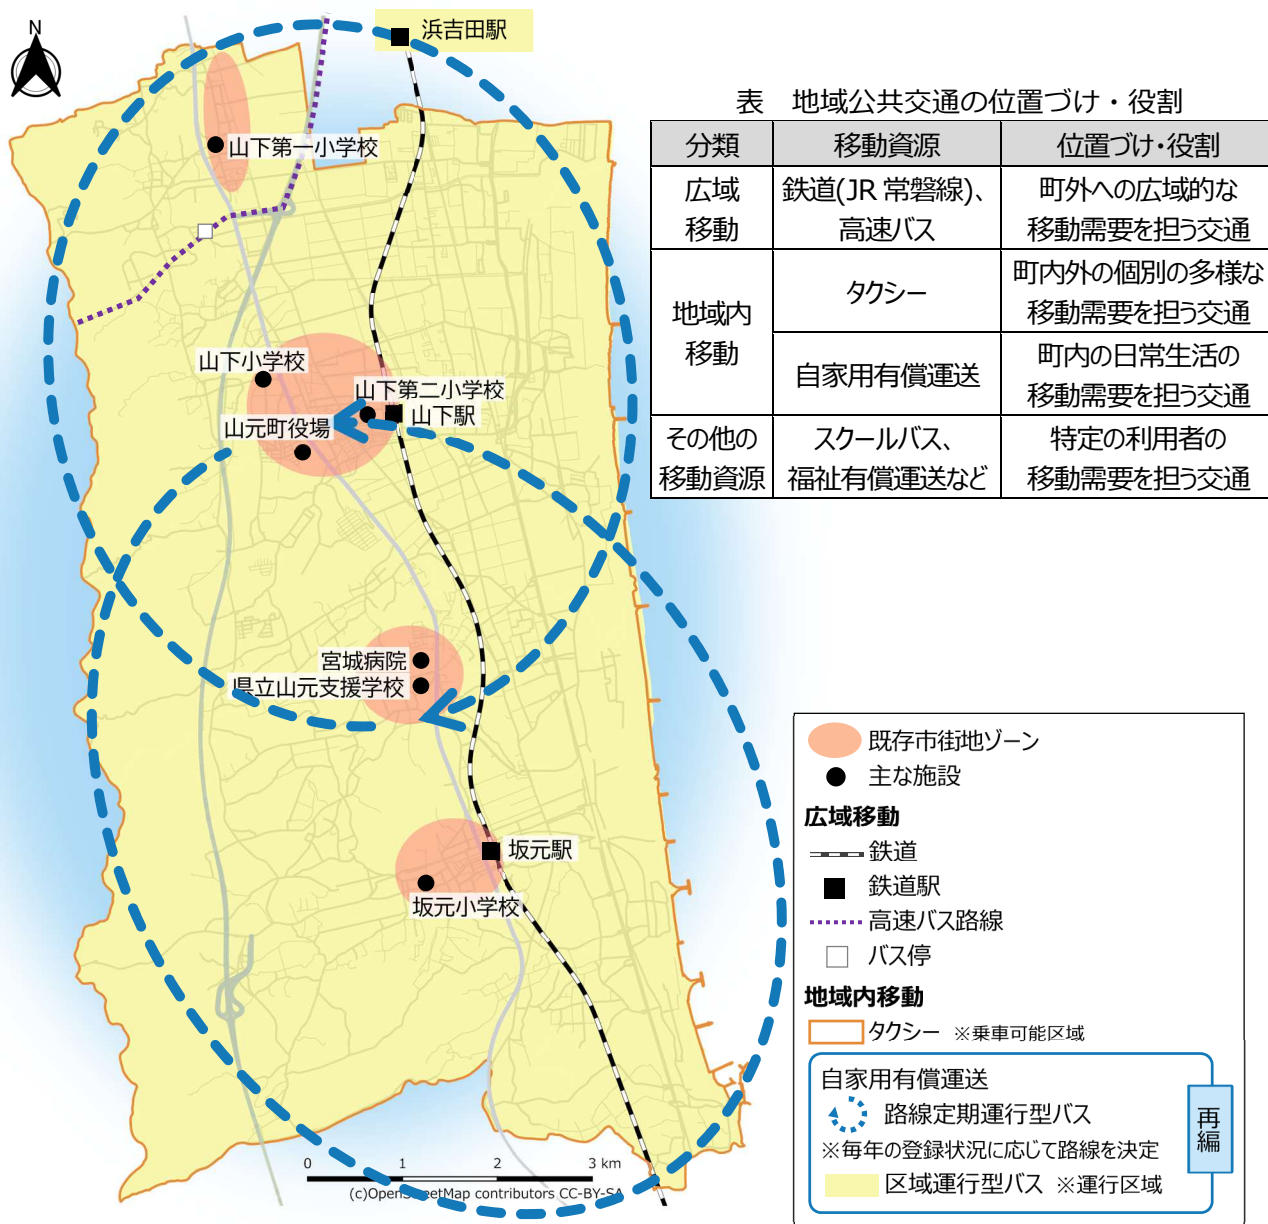 N
浜吉田駅
山下第一小学校
山下小学校
山下第二小学校
山下駅
山元町役場
宮城病院
県立山元支援学校
坂元駅
坂元小学校
0 1 2 3 km
(c)OpenStreetMap contributors CC-BY-SA
表　地域公共交通の位置づけ・役割
分類 移動資源 位置づけ・役割
広域
移動
鉄道(JR 常磐線)、
高速バス
町外への広域的な
移動需要を担う交通
地域内
移動
タクシー
町内外の個別の多様な
移動需要を担う交通
自家用有償運送
町内の日常生活の
移動需要を担う交通
その他の
移動資源
スクールバス、
福祉有償運送など
特定の利用者の
移動需要を担う交通
既存市街地ゾーン
主な施設
広域移動
鉄道
鉄道駅
高速バス路線
バス停
地域内移動
タクシー ※乗車可能区域
自家用有償運送
路線定期運行型バス
※毎年の登録状況に応じて路線を決定
区域運行型バス ※運行区域
再編